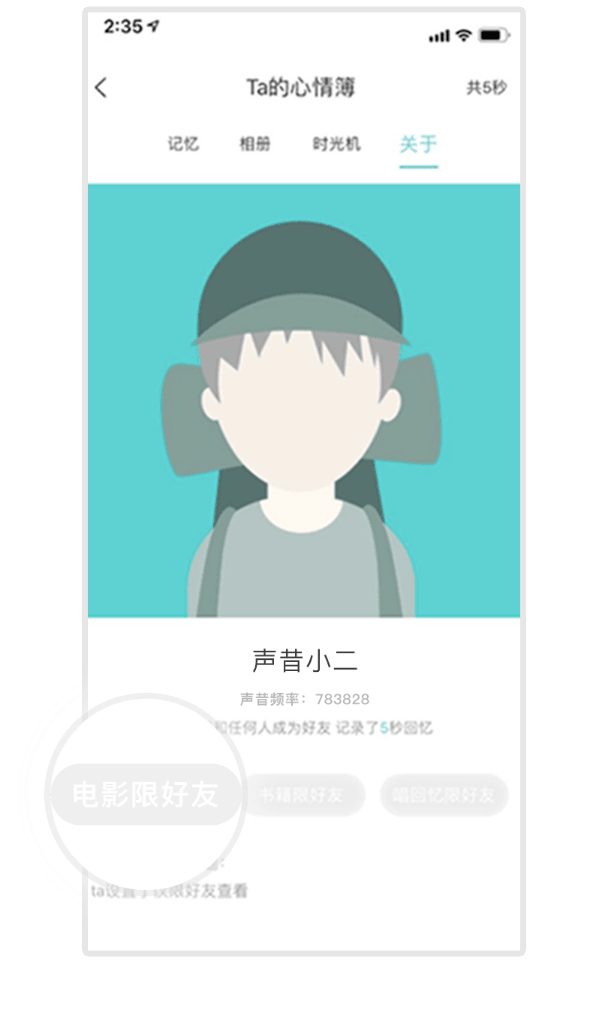 2:35
Ta的心情簿
共5秒
记忆 相册 时光机 关于
声昔小二
声昔频率：783828
和任何人成为好友 记录了5秒回忆
电影限好友 书籍限好友 唱回忆限好友
ta设置了仅限好友查看